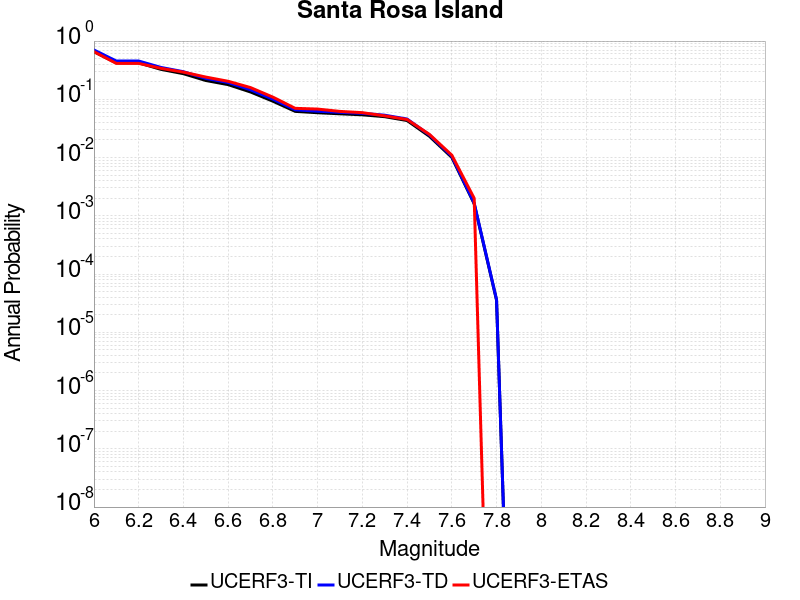 Santa Rosa Island
10^0
10^-1
10^-2
10^-3
10^-4
10^-5
10^-6
10^-7
10^-8
Annual Probability
6 6.2 6.4 6.6 6.8 7 7.2 7.4 7.6 7.8 8 8.2 8.4 8.6 8.8 9
Magnitude
UCERF3-TI UCERF3-TD UCERF3-ETAS